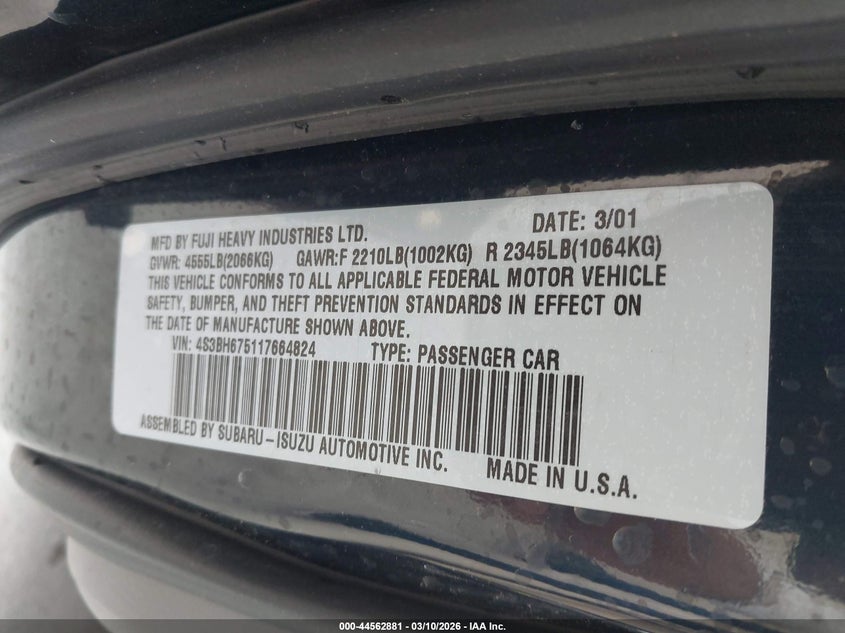 MFD BY FUJI HEAVY INDUSTRIES LTD. DATE: 3/01
GVWR: 4555LB(2066KG) GAWR:F 2210LB(1002KG) R 2345LB(1064KG)
THIS VEHICLE CONFORMS TO ALL APPLICABLE FEDERAL MOTOR VEHICLE
SAFETY, BUMPER, AND THEFT PREVENTION STANDARDS IN EFFECT ON
THE DATE OF MANUFACTURE SHOWN ABOVE.
VIN: 4S3BH675117664824 TYPE: PASSENGER CAR
ASSEMBLED BY SUBARU-ISUZU AUTOMOTIVE INC. MADE IN U.S.A.
000-44562881 - 03/10/2026 - IAA Inc.